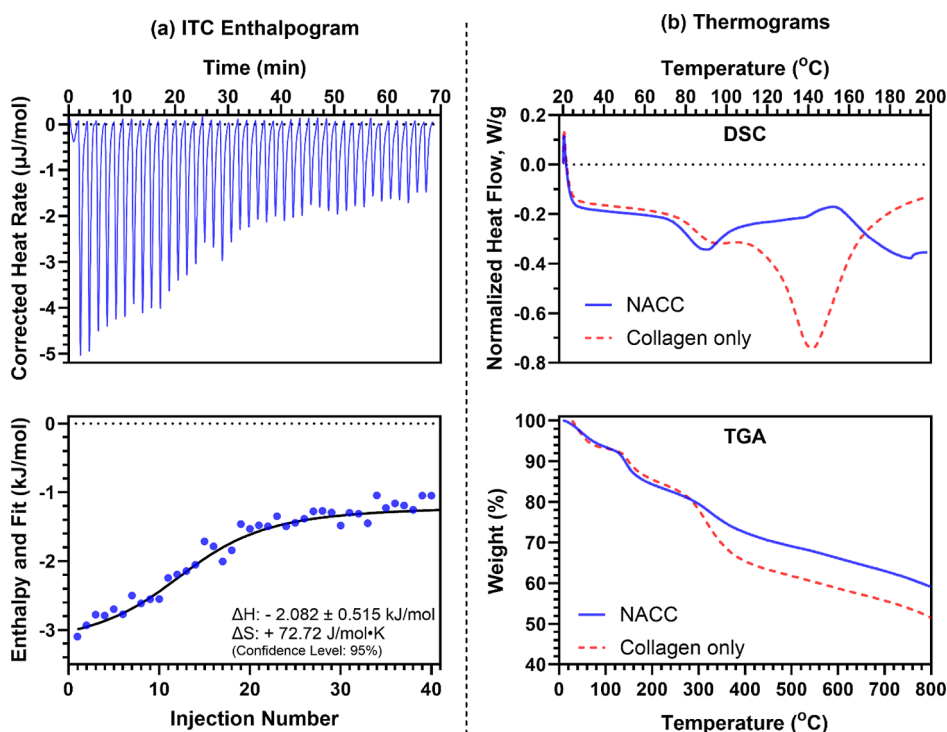 (a) ITC Enthalpogram
Time (min)
0 10 20 30 40 50 60 70
Corrected Heat Rate (µJ/mol)
0
-1
-2
-3
-4
-5
Enthalpy and Fit (kJ/mol)
0
-1
-2
-3
ΔH: - 2.082 ± 0.515 kJ/mol
ΔS: + 72.72 J/mol•K
(Confidence Level: 95%)
0 10 20 30 40
Injection Number
(b) Thermograms
Temperature (°C)
20 40 60 80 100 120 140 160 180 200
Normalized Heat Flow, W/g
0.2
0.0
-0.2
-0.4
-0.6
-0.8
DSC
NACC
Collagen only
Weight (%)
100
90
80
70
60
50
40
TGA
NACC
Collagen only
0 100 200 300 400 500 600 700 800
Temperature (°C)